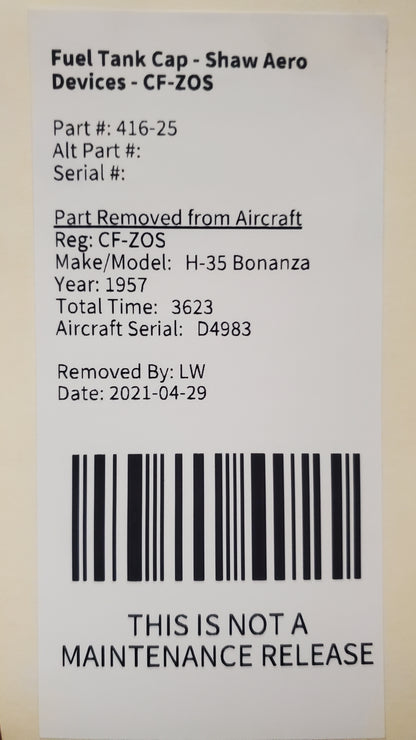 Fuel Tank Cap - Shaw Aero
Devices - CF-ZOS
Part #: 416-25
Alt Part #:
Serial #:
Part Removed from Aircraft
Reg: CF-ZOS
Make/Model: H-35 Bonanza
Year: 1957
Total Time: 3623
Aircraft Serial: D4983
Removed By: LW
Date: 2021-04-29
THIS IS NOT A
MAINTENANCE RELEASE